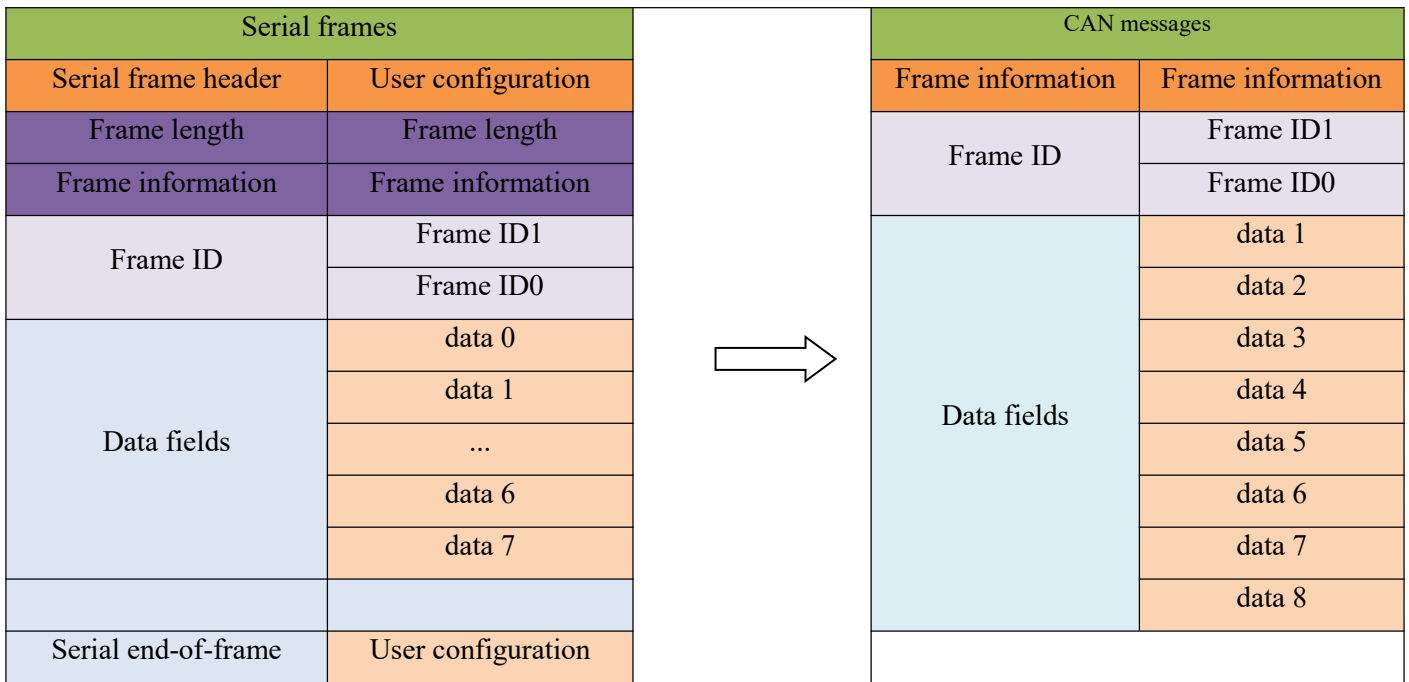 Serial frames
Serial frame header User configuration
Frame length Frame length
Frame information Frame information
Frame ID
Frame ID1
Frame ID0
Data fields
data 0
data 1
...
data 6
data 7
Serial end-of-frame User configuration
CAN messages
Frame information Frame information
Frame ID
Frame ID1
Frame ID0
Data fields
data 1
data 2
data 3
data 4
data 5
data 6
data 7
data 8